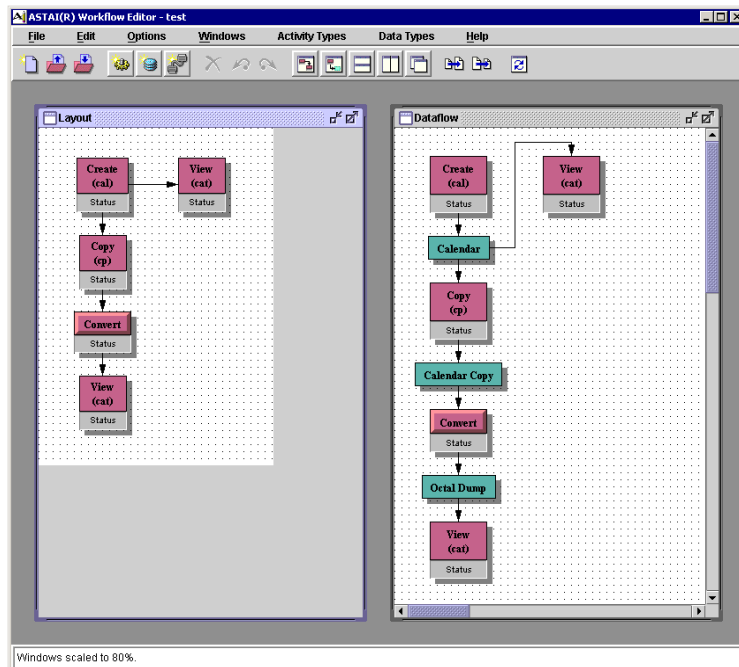 ASTAI(R) Workflow Editor - test
File Edit Options Windows Activity Types Data Types Help
Layout
Create
(cal)
Status
View
(cat)
Status
Copy
(cp)
Status
Convert
Status
View
(cat)
Status
Dataflow
Create
(cal)
Status
View
(cat)
Status
Calendar
Copy
(cp)
Status
Calendar Copy
Convert
Status
Octal Dump
View
(cat)
Status
Windows scaled to 80%.